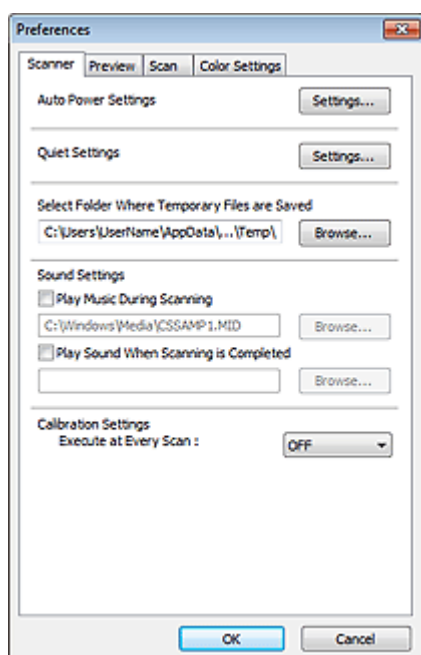 Preferences
Scanner Preview Scan Color Settings
Auto Power Settings Settings...
Quiet Settings Settings...
Select Folder Where Temporary Files are Saved
C:\Users\UserName\AppData\,...\Temp\, Browse...
Sound Settings
Play Music During Scanning
C:\Windows\Media\CSSAMP1.MID Browse...
Play Sound When Scanning is Completed
Browse...
Calibration Settings
Execute at Every Scan : OFF
OK Cancel